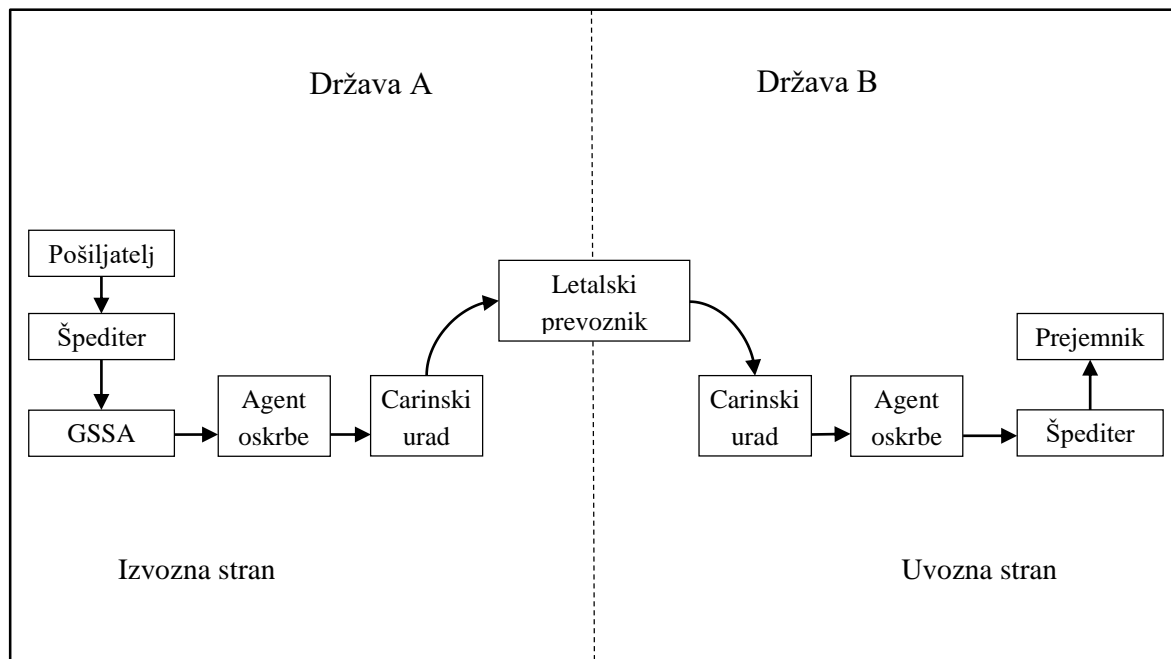 Država A
Država B
Pošiljatelj
Špediter
GSSA
Agent
oskrbe
Carinski
urad
Letalski
prevoznik
Carinski
urad
Agent
oskrbe
Špediter
Prejemnik
Izvozna stran
Uvozna stran